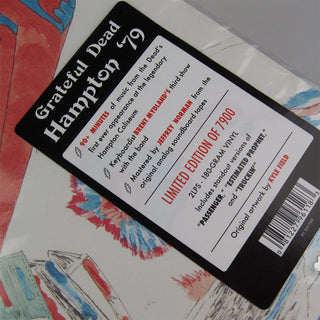 Grateful Dead
Hampton '79
90+ MINUTES of music from the Dead's
first ever appearance at the legendary
Hampton Coliseum
Keyboardist BRENT MYDLAND'S third show
with the band
Mastered by JEFFREY NORMAN from the
original analog soundboard tapes
LIMITED EDITION OF 7900
2LPS · 180-GRAM VINYL
Includes standout versions of
"PASSENGER," "ESTIMATED PROPHET,"
and "TRUCKIN'"
Original artwork by KYLE FIELD